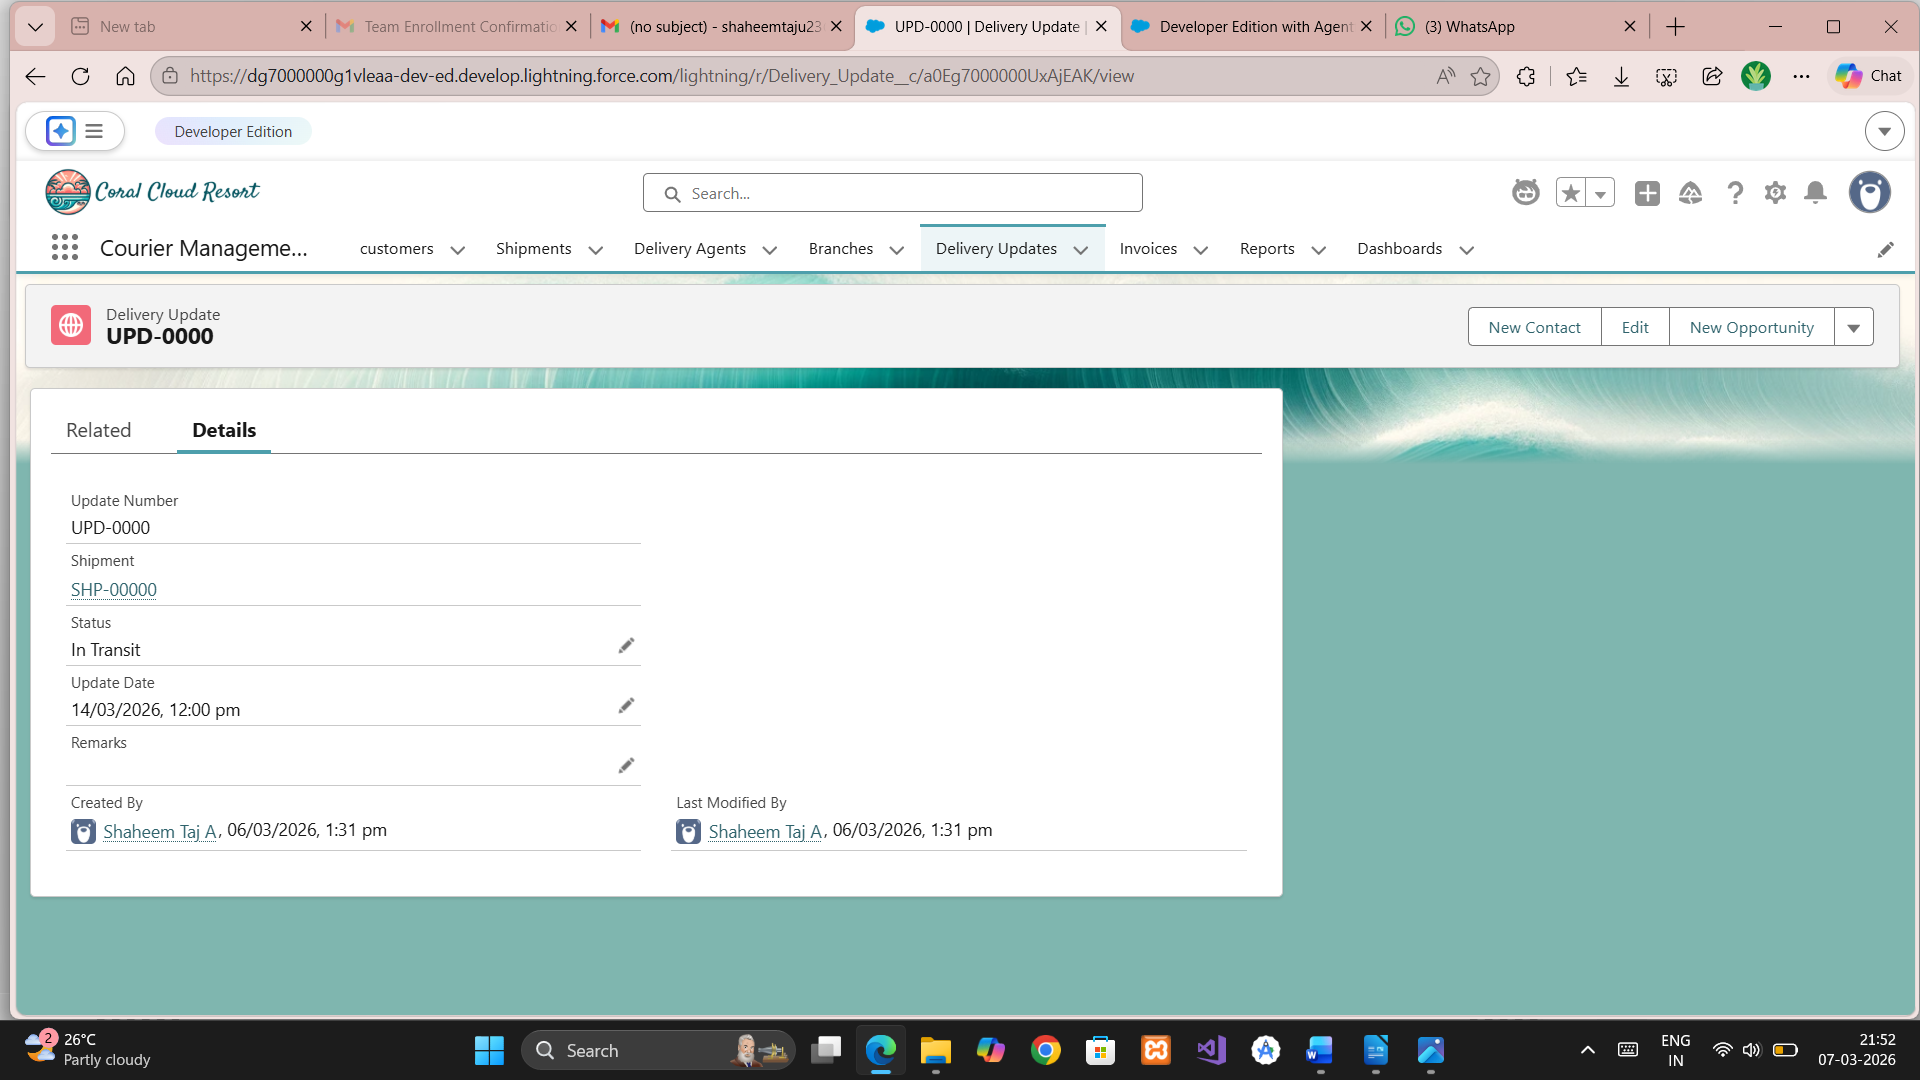 New tab
Team Enrollment Confirmatio
(no subject) - shaheemtaju23
UPD-0000 | Delivery Update |
Developer Edition with Agent
(3) WhatsApp
https://dg7000000g1vleaa-dev-ed.develop.lightning.force.com/lightning/r/Delivery_Update__c/a0Eg7000000UxAjEAK/view
Chat
Developer Edition
Coral Cloud Resort
Search...
Courier Manageme...
customers
Shipments
Delivery Agents
Branches
Delivery Updates
Invoices
Reports
Dashboards
Delivery Update
UPD-0000
New Contact
Edit
New Opportunity
Related
Details
Update Number
UPD-0000
Shipment
SHP-00000
Status
In Transit
Update Date
14/03/2026, 12:00 pm
Remarks
Created By
Shaheem Taj A, 06/03/2026, 1:31 pm
Last Modified By
Shaheem Taj A, 06/03/2026, 1:31 pm
2
26°C
Partly cloudy
Search
ENG
IN
21:52
07-03-2026